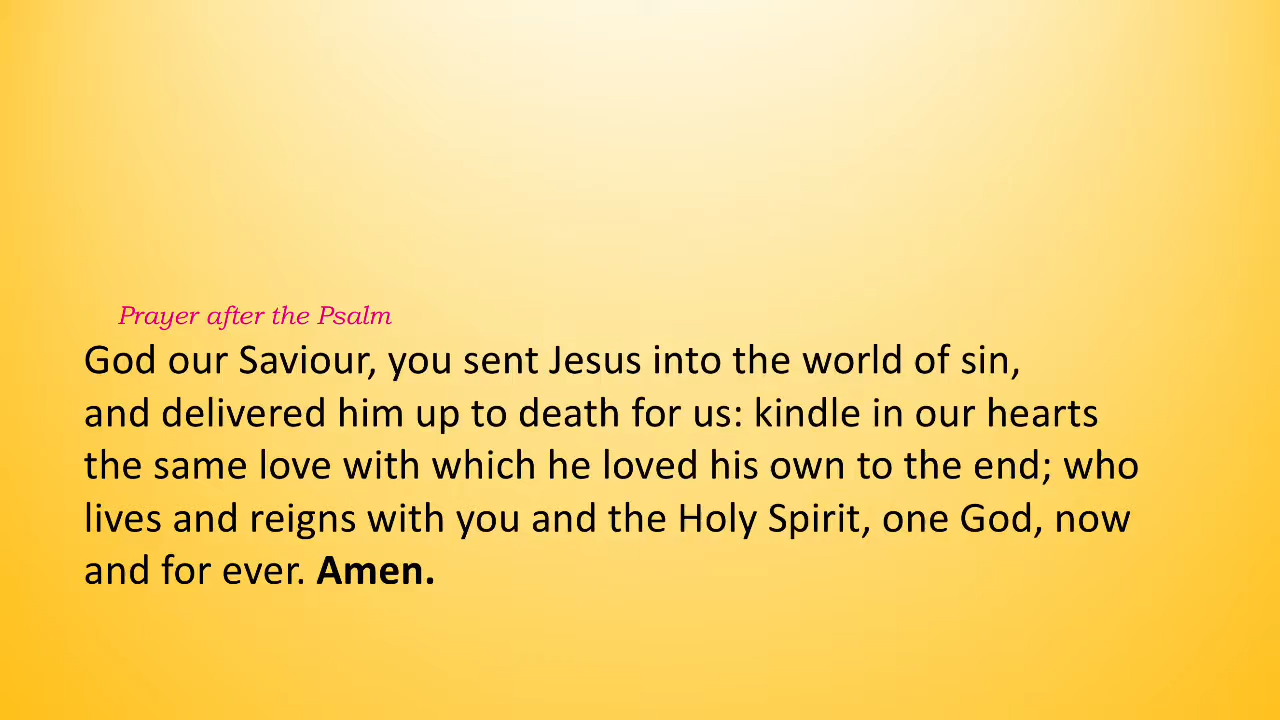 Prayer after the Psalm
God our Saviour, you sent Jesus into the world of sin,
and delivered him up to death for us: kindle in our hearts
the same love with which he loved his own to the end; who
lives and reigns with you and the Holy Spirit, one God, now
and for ever. Amen.